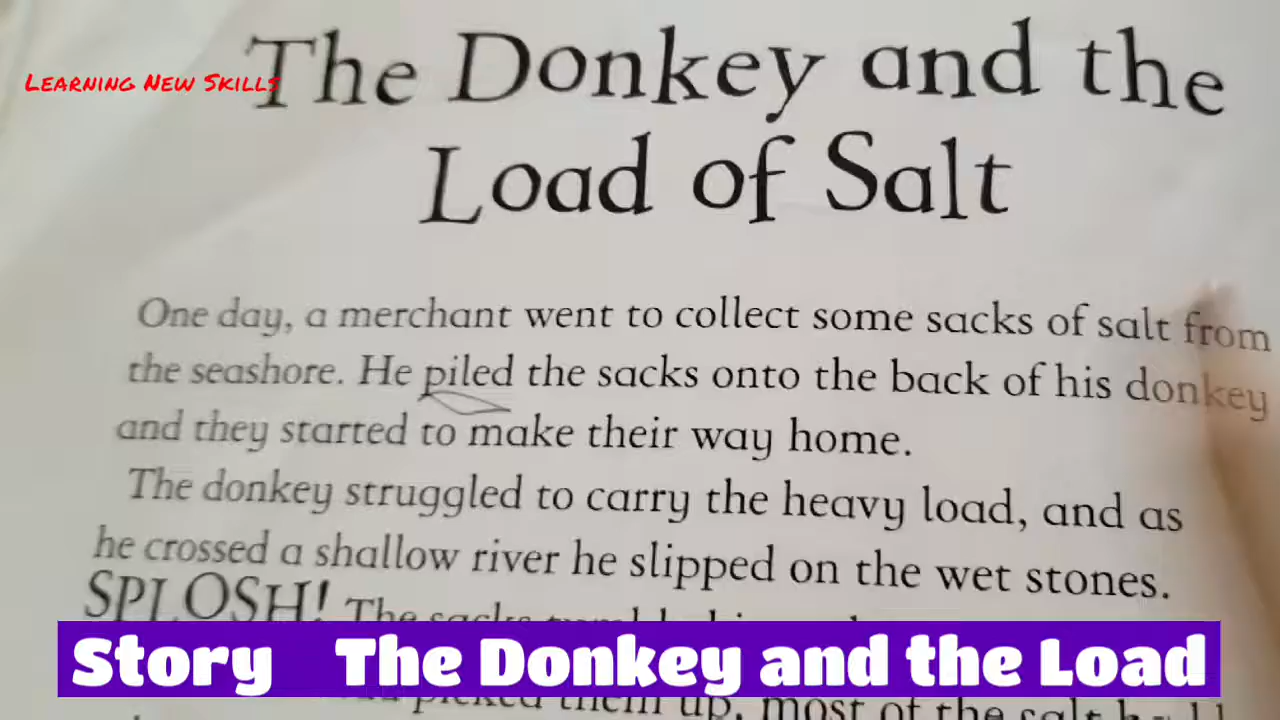 The Donkey and the
Learning New Skills
Load of Salt
One day, a merchant went to collect some sacks of salt from
the seashore. He piled the sacks onto the back of his donkey
and they started to make their way home.
The donkey struggled to carry the heavy load, and as
he crossed a shallow river he slipped on the wet stones.
SPLOSH! The sacks
Story The Donkey and the Load
picked them up, most of the salt